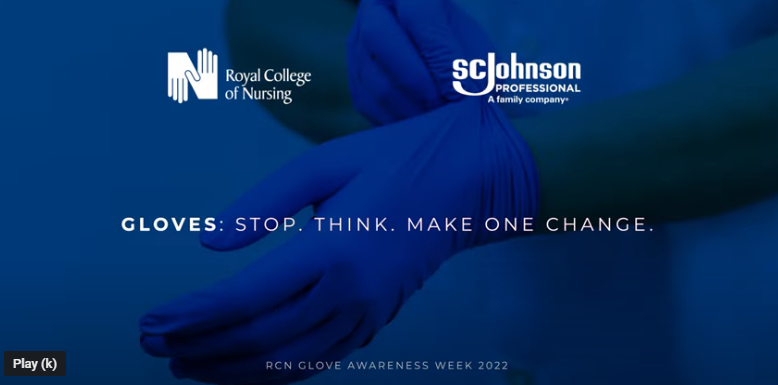 Royal College
of Nursing
SCJohnson
PROFESSIONAL
A family company®
GLOVES: STOP. THINK. MAKE ONE CHANGE.
Play (k)
RCN GLOVE AWARENESS WEEK 2022